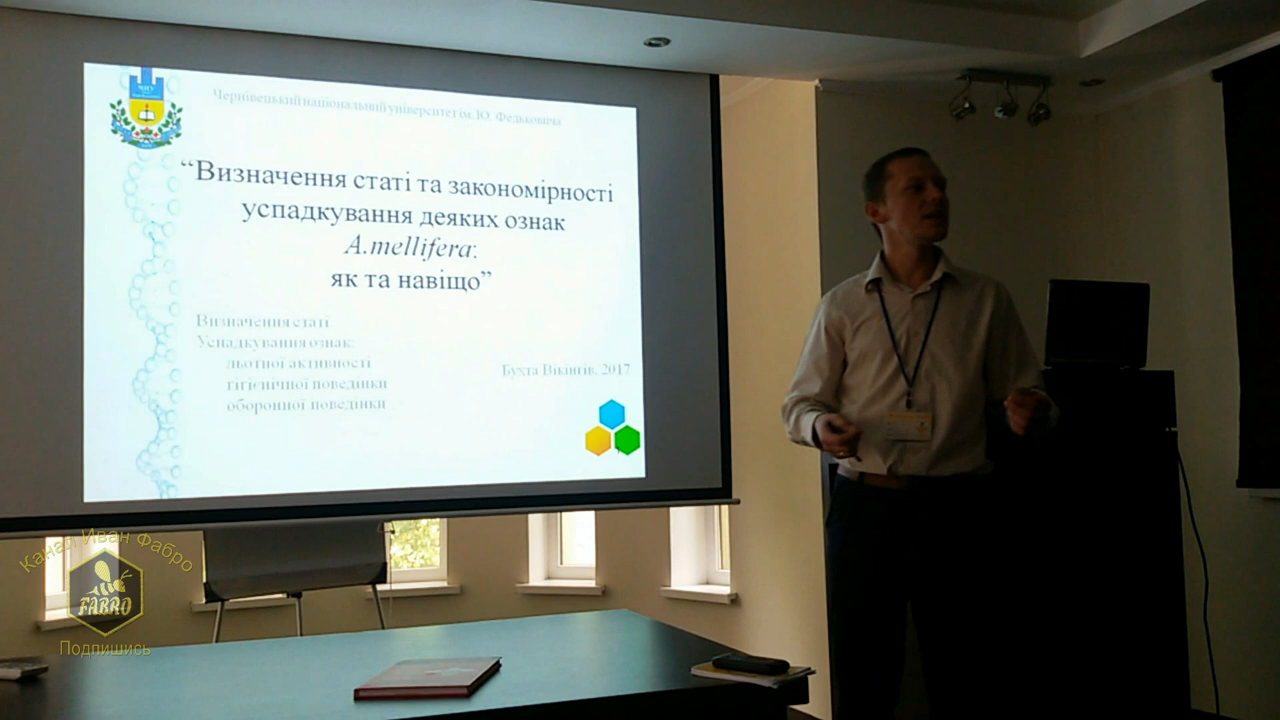 ЧНУ
Чернівецький національний університет ім. Ю. Федьковича
“Визначення статі та закономірності
успадкування деяких ознак
A.mellifera:
як та навіщо”
Визначення статі
Успадкування ознак:
льотної активності
гігієнічної поведінки
оборонної поведінки
Бухта Вікінгів, 2017
Канал Иван Фабро
FABRO
Подпишись